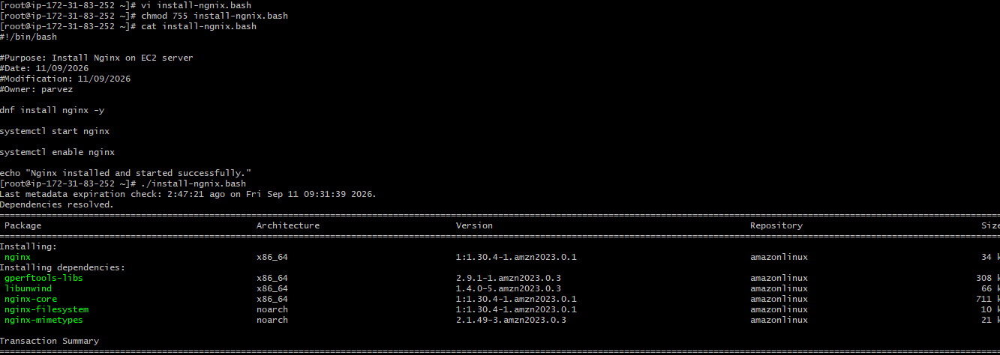 [root@ip-172-31-83-252 ~]# vi install-ngnix.bash
[root@ip-172-31-83-252 ~]# chmod 755 install-ngnix.bash
[root@ip-172-31-83-252 ~]# cat install-ngnix.bash
#!/bin/bash
#Purpose: Install Nginx on EC2 server
#Date: 11/09/2026
#Modification: 11/09/2026
#Owner: parvez
dnf install nginx -y
systemctl start nginx
systemctl enable nginx
echo "Nginx installed and started successfully."
[root@ip-172-31-83-252 ~]# ./install-ngnix.bash
Last metadata expiration check: 2:47:21 ago on Fri Sep 11 09:31:39 2026.
Dependencies resolved.
Package Architecture Version Repository Size
Installing:
nginx x86_64 1:1.30.4-1.amzn2023.0.1 amazonlinux 34 k
Installing dependencies:
gperftools-libs x86_64 2.9.1-1.amzn2023.0.3 amazonlinux 308 k
libunwind x86_64 1.4.0-5.amzn2023.0.3 amazonlinux 66 k
nginx-core x86_64 1:1.30.4-1.amzn2023.0.1 amazonlinux 711 k
nginx-filesystem noarch 1:1.30.4-1.amzn2023.0.1 amazonlinux 10 k
nginx-mimetypes noarch 2.1.49-3.amzn2023.0.3 amazonlinux 21 k
Transaction Summary